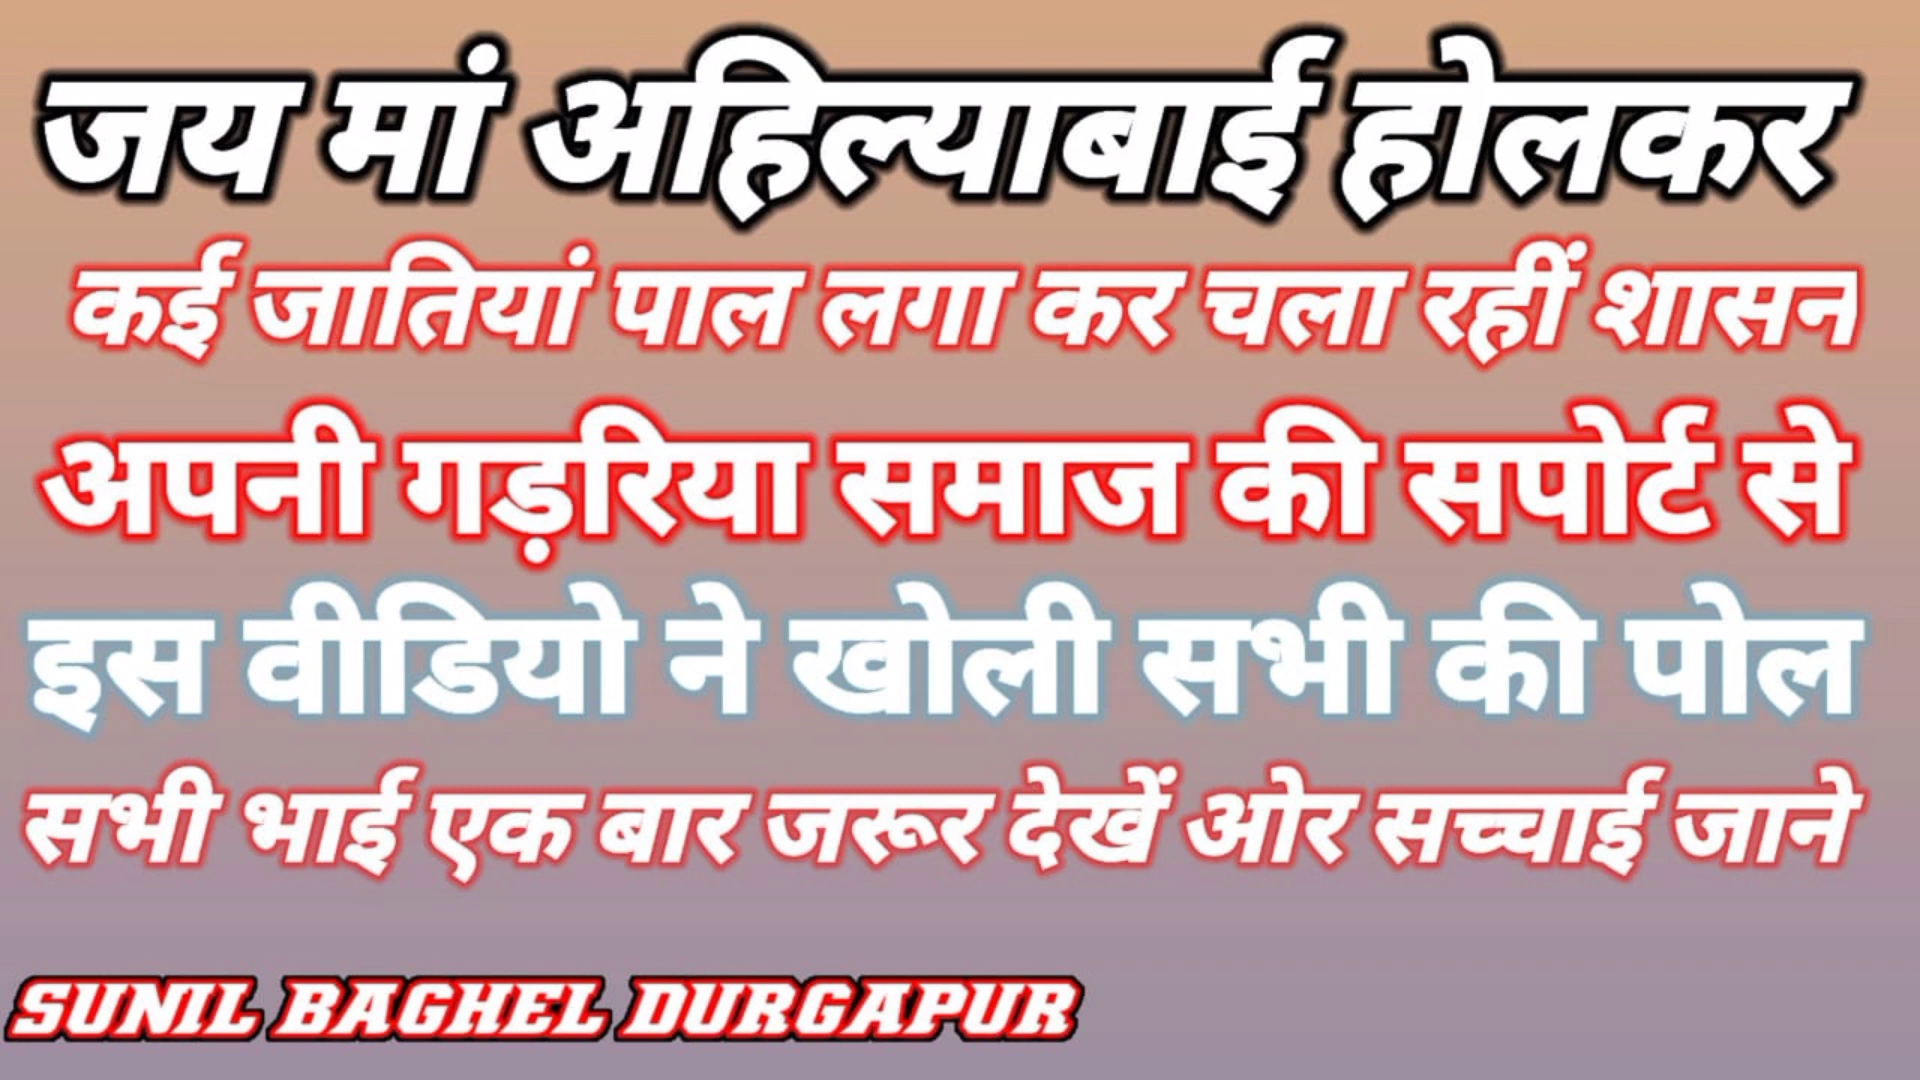 जय मां अहिल्याबाई होलकर
कई जातियां पाल लगा कर चला रहीं शासन
अपनी गड़रिया समाज की सपोर्ट से
इस वीडियो ने खोली सभी की पोल
सभी भाई एक बार जरूर देखें ओर सच्चाई जाने
SUNIL BAGHEL DURGAPUR